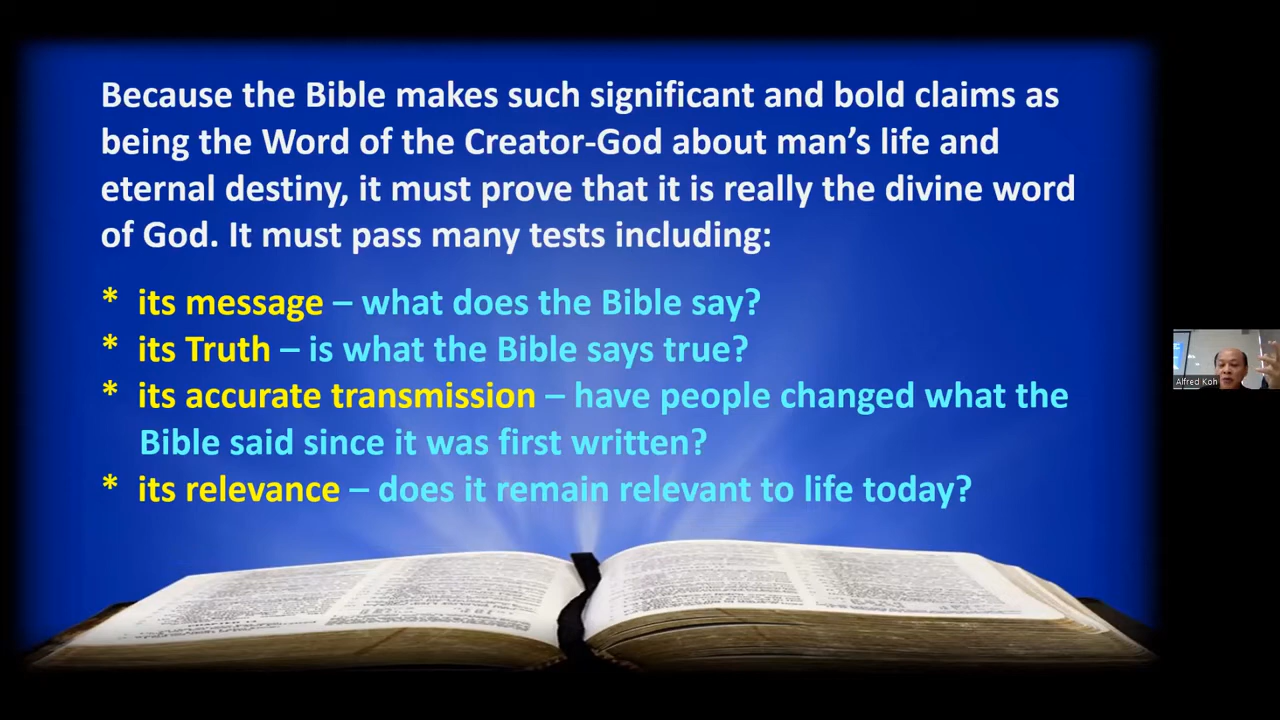 Because the Bible makes such significant and bold claims as
being the Word of the Creator-God about man’s life and
eternal destiny, it must prove that it is really the divine word
of God. It must pass many tests including:
* its message – what does the Bible say?
* its Truth – is what the Bible says true?
* its accurate transmission – have people changed what the
Bible said since it was first written?
* its relevance – does it remain relevant to life today?
Alfred Koh